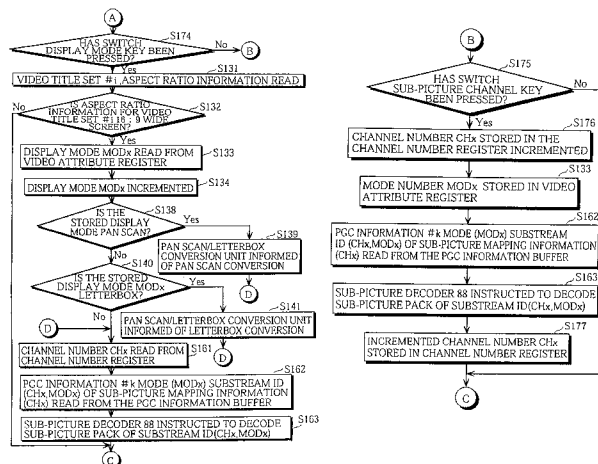 A
S174
HAS SWITCH
DISPLAY MODE KEY BEEN
PRESSED?
No
B
Yes
S131
VIDEO TITLE SET #i, ASPECT RATIO INFORMATION READ
No
S132
IS ASPECT RATIO
INFORMATION FOR VIDEO
TITLE SET #i 16 : 9 WIDE
SCREEN?
Yes
S133
DISPLAY MODE MODx READ FROM
VIDEO ATTRIBUTE REGISTER
S134
DISPLAY MODE MODx INCREMENTED
S138
IS THE
STORED DISPLAY
MODE PAN SCAN?
Yes
S139
PAN SCAN/LETTERBOX
CONVERSION UNIT INFORMED
OF PAN SCAN CONVERSION
D
No
S140
IS THE STORED
DISPLAY MODE MODx
LETTERBOX?
Yes
S141
PAN SCAN/LETTERBOX CONVERSION UNIT
INFORMED OF LETTERBOX CONVERSION
D
No
D
S161
CHANNEL NUMBER CHx READ FROM
CHANNEL NUMBER REGISTER
S162
PGC INFORMATION #k MODE (MODx) SUBSTREAM ID
(CHx,MODx) OF SUB-PICTURE MAPPING INFORMATION
(CHx) READ FROM THE PGC INFORMATION BUFFER
S163
SUB-PICTURE DECODER 88 INSTRUCTED TO DECODE
SUB-PICTURE PACK OF SUBSTREAM ID(CHx,MODx)
C
B
S175
HAS SWITCH
SUB-PICTURE CHANNEL KEY
BEEN PRESSED?
No
Yes
S176
CHANNEL NUMBER CHx STORED IN THE
CHANNEL NUMBER REGISTER INCREMENTED
S133
MODE NUMBER MODx STORED IN VIDEO
ATTRIBUTE REGISTER
S162
PGC INFORMATION #k MODE (MODx) SUBSTREAM
ID (CHx,MODx) OF SUB-PICTURE MAPPING INFORMATION
(CHx) READ FROM THE PGC INFORMATION BUFFER
S163
SUB-PICTURE DECODER 88 INSTRUCTED TO DECODE
SUB-PICTURE PACK OF SUBSTREAM ID(CHx,MODx)
S177
INCREMENTED CHANNEL NUMBER CHx
STORED IN CHANNEL NUMBER REGISTER
C